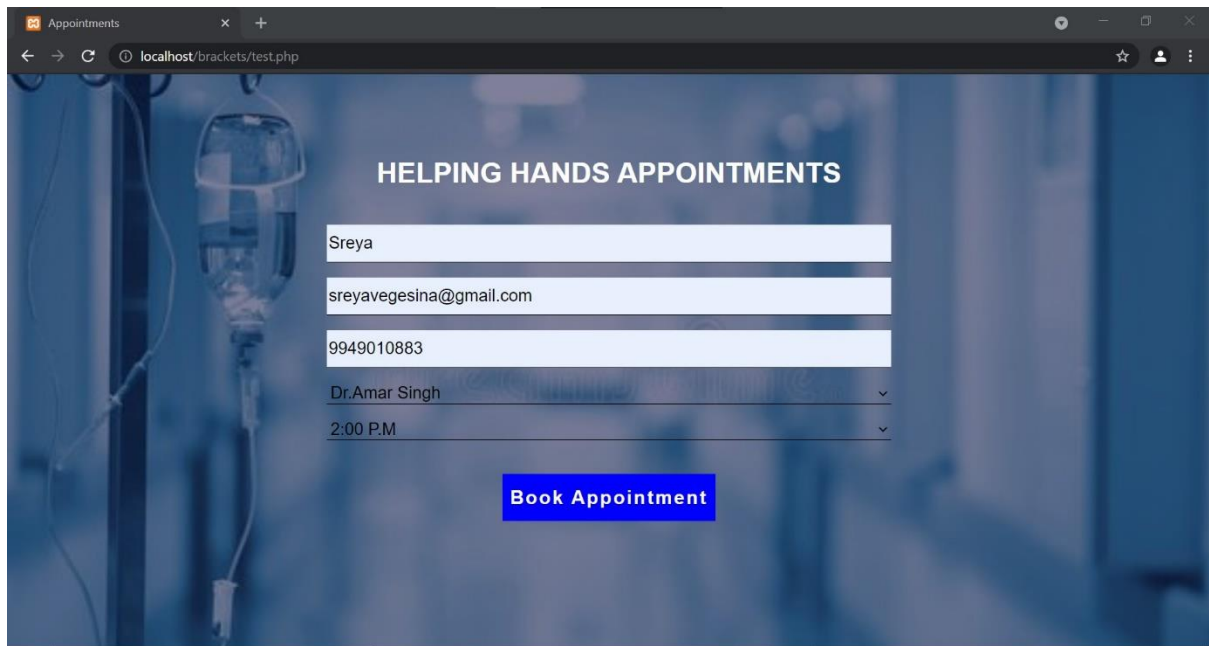 Appointments
localhost/brackets/test.php
HELPING HANDS APPOINTMENTS
Sreya
sreyavegesina@gmail.com
9949010883
Dr.Amar Singh
2:00 P.M
Book Appointment